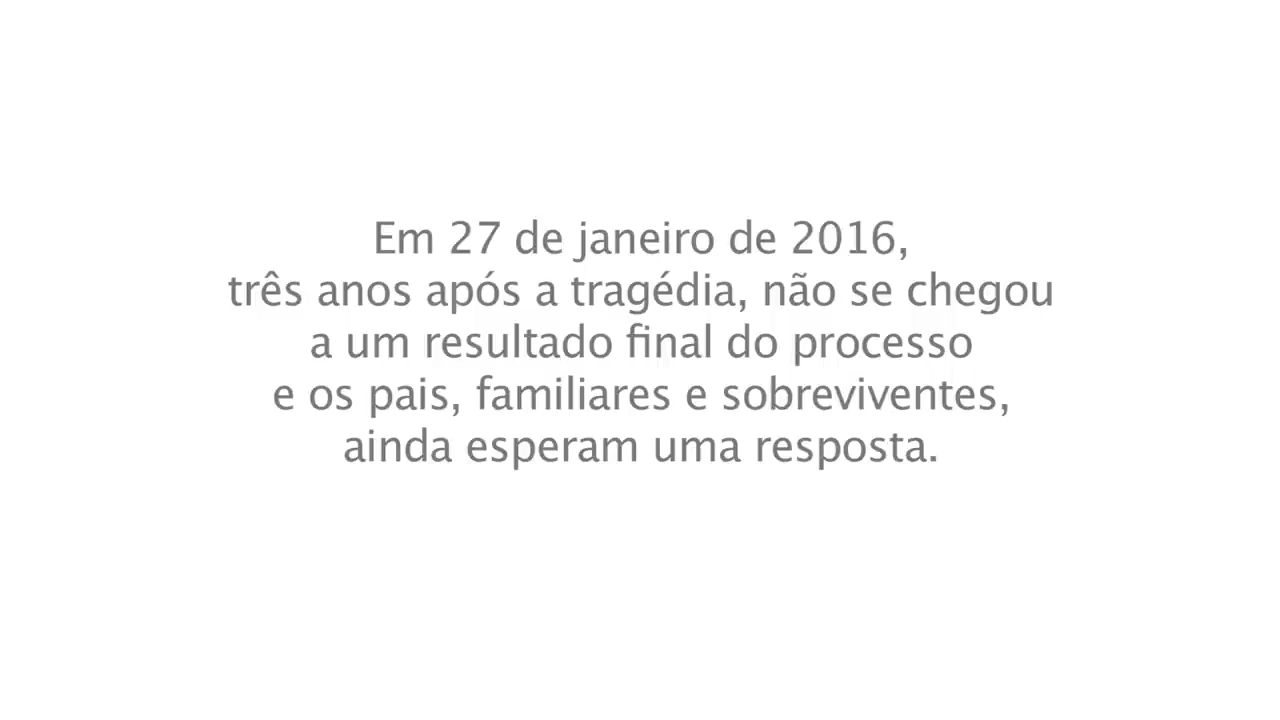 Em 27 de janeiro de 2016,
três anos após a tragédia, não se chegou
a um resultado final do processo
e os pais, familiares e sobreviventes,
ainda esperam uma resposta.